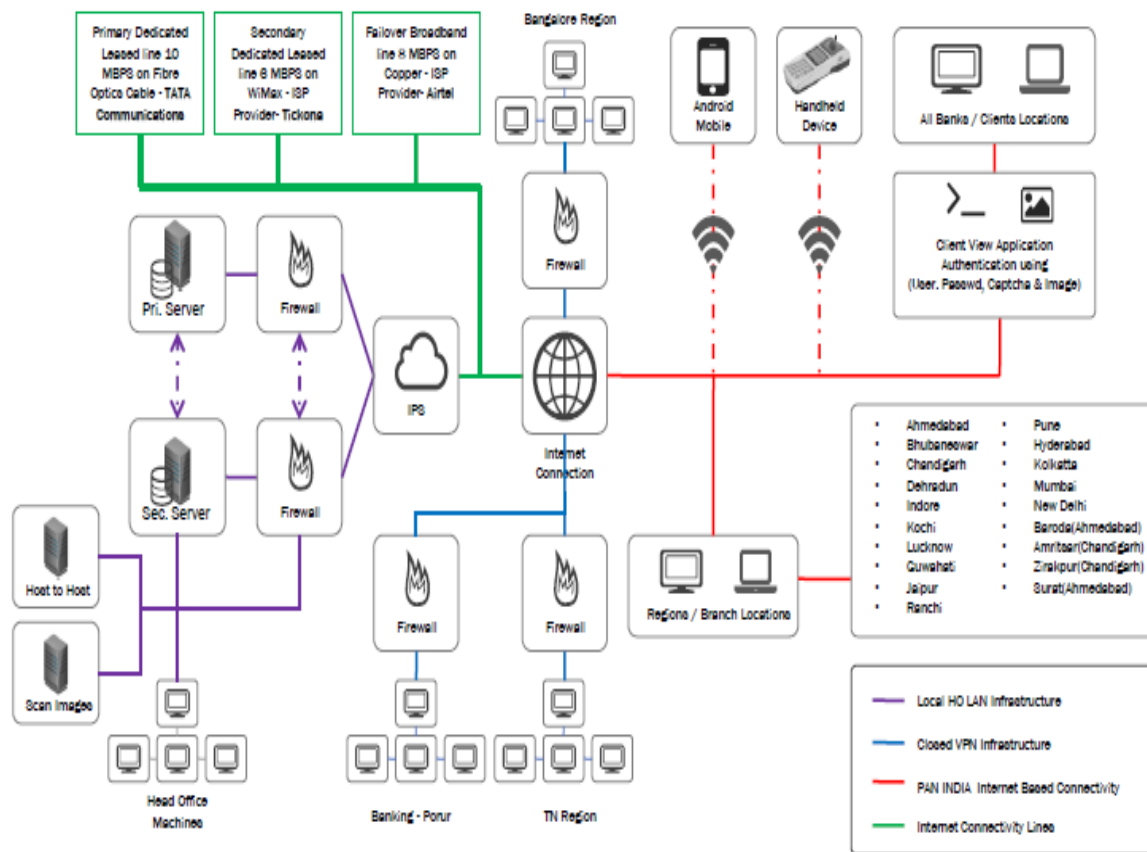 Primary Dedicated
Leased line 10
MBPS on Fibre
Optics Cable - TATA
Communications
Secondary
Dedicated Leased
line 6 MBPS on
WiMax - ISP
Provider- Tickona
Failover Broadband
line 8 MBPS on
Copper - ISP
Provider- Airtel
Bangalore Region
Android
Mobile
Handheld
Device
All Banks / Clients Locations
Firewall
Client View Application
Authentication using
(User, Passwd, Captcha & Image)
Pri. Server
Firewall
IPS
Internet
Connection
Sec. Server
Firewall
Host to Host
Scan Images
Head Office
Machines
Firewall
Banking - Porur
Firewall
TN Region
Regions / Branch Locations
Ahmedabad
Bhubaneswar
Chandigarh
Dehradun
Indore
Kochi
Lucknow
Guwahati
Jaipur
Ranchi
Pune
Hyderabad
Kolkatta
Mumbai
New Delhi
Baroda(Ahmedabad)
Amritsar(Chandigarh)
Zirakpur(Chandigarh)
Surat(Ahmedabad)
Local HO LAN Infrastructure
Closed VPN Infrastructure
PAN INDIA Internet Based Connectivity
Internet Connectivity Lines